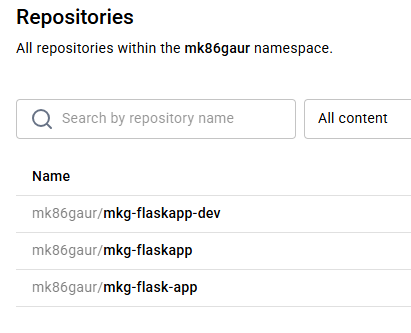 Repositories
All repositories within the mk86gaur namespace.
Search by repository name
All content
Name
mk86gaur/mkg-flaskapp-dev
mk86gaur/mkg-flaskapp
mk86gaur/mkg-flask-app